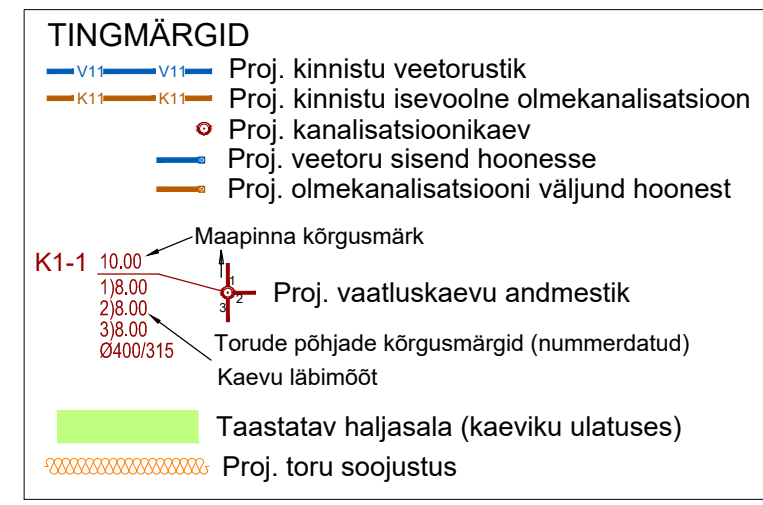 TINGMÄRGID
V11 V11 Proj. kinnistu veetorustik
K11 K11 Proj. kinnistu isevoolne olmekanalisatsioon
Proj. kanalisatsioonikaev
Proj. veetoru sisend hoonesse
Proj. olmekanalisatsiooni väljund hoonest
Maapinna kõrgusmärk
K1-1 10.00
1)8.00
2)8.00
3)8.00
Ø400/315
1
2
3
Proj. vaatluskaevu andmestik
Torude põhjade kõrgusmärgid (nummerdatud)
Kaevu läbimõõt
Taastatav haljasala (kaeviku ulatuses)
Proj. toru soojustus